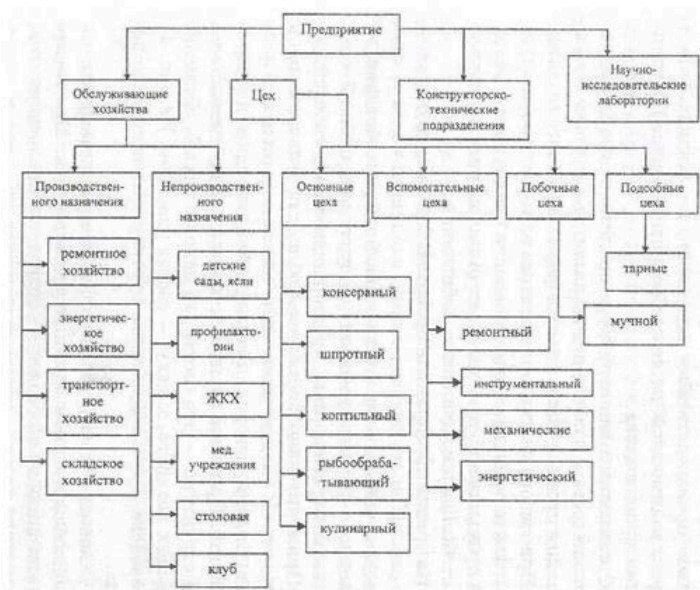 Предприятие
Обслуживающие
хозяйства
Цех
Конструкторско-
технические
подразделения
Научно-
исследовательские
лаборатории
Производствен-
ного назначения
Непроизводствен-
ного назначения
Основные
цеха
Вспомогательные
цеха
Побочные
цеха
Подсобные
цеха
ремонтное
хозяйство
энергетичес-
кое
хозяйство
транспорт-
ное
хозяйство
складское
хозяйство
детские
сады, ясли
профилакто-
рии
ЖКХ
мед.
учреждения
столовая
клуб
консервный
шпротный
коптильный
рыбообраба-
тывающий
кулинарный
ремонтный
инструментальный
механические
энергетический
мучной
тарные